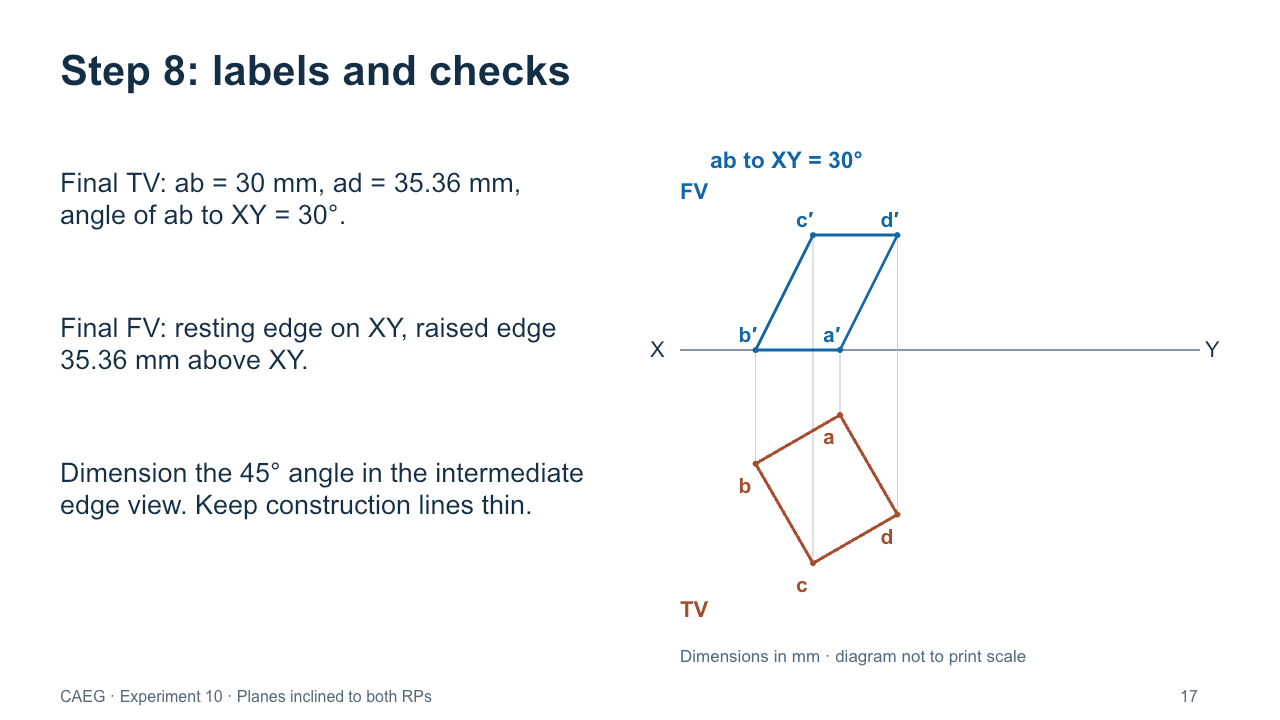 Step 8: labels and checks
Final TV: ab = 30 mm, ad = 35.36 mm,
angle of ab to XY = 30°.
Final FV: resting edge on XY, raised edge
35.36 mm above XY.
Dimension the 45° angle in the intermediate
edge view. Keep construction lines thin.
ab to XY = 30°
FV
c′ d′
b′ a′
X Y
a
b
d
c
TV
Dimensions in mm · diagram not to print scale
CAEG · Experiment 10 · Planes inclined to both RPs
17